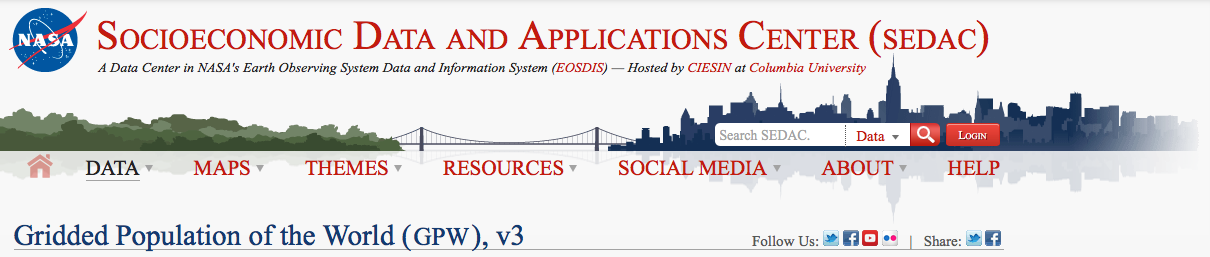 NASA
SOCIOECONOMIC DATA AND APPLICATIONS CENTER (SEDAC)
A Data Center in NASA's Earth Observing System Data and Information System (EOSDIS) — Hosted by CIESIN at Columbia University
Search SEDAC. Data LOGIN
DATA MAPS THEMES RESOURCES SOCIAL MEDIA ABOUT HELP
Gridded Population of the World (GPW), v3
Follow Us: | Share: